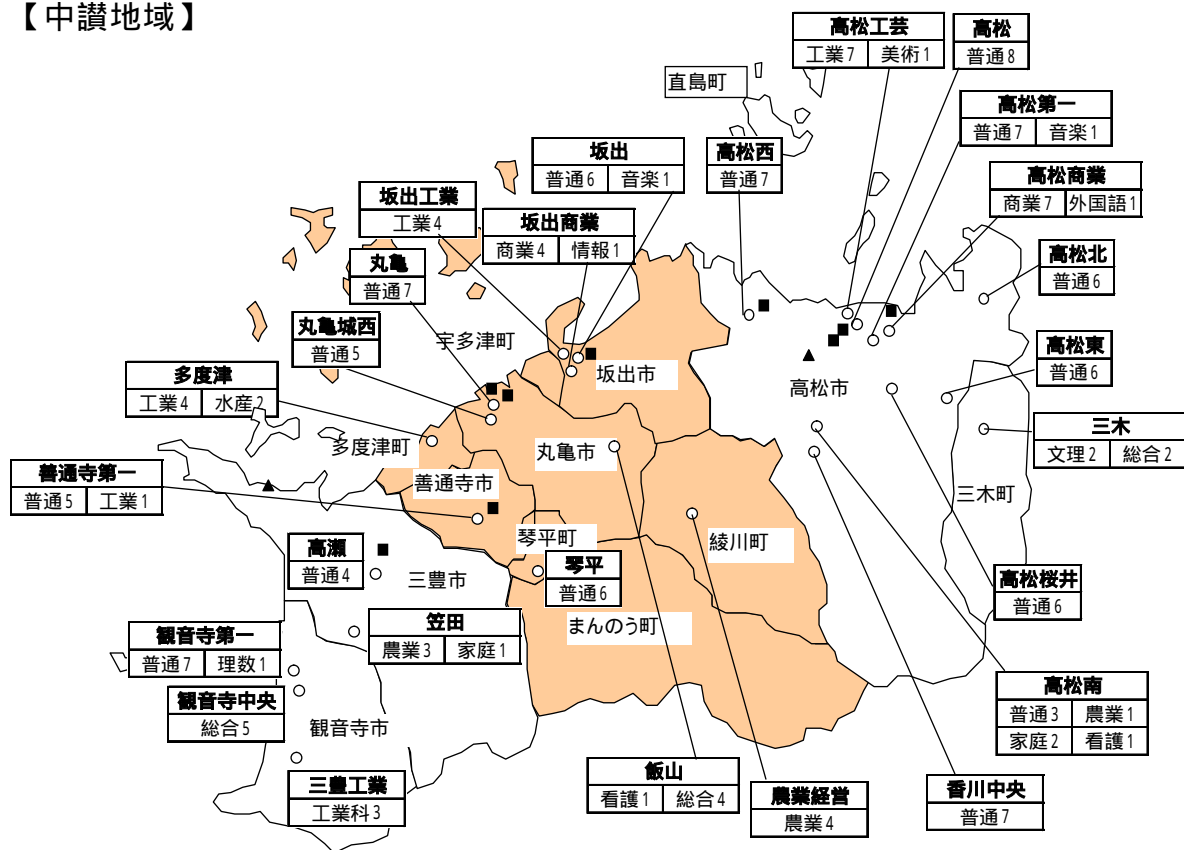 【中讃地域】
高松工芸
工業7 美術1
高松
普通8
直島町
高松第一
普通7 音楽1
坂出
普通6 音楽1
高松西
普通7
高松商業
商業7 外国語1
坂出工業
工業4
坂出商業
商業4 情報1
高松北
普通6
丸亀
普通7
丸亀城西
普通5
宇多津町
高松東
普通6
多度津
工業4 水産2
坂出市
高松市
三木
文理2 総合2
多度津町
丸亀市
善通寺第一
普通5 工業1
善通寺市
三木町
琴平町
綾川町
高瀬
普通4
三豊市
琴平
普通6
高松桜井
普通6
笠田
農業3 家庭1
まんのう町
観音寺第一
普通7 理数1
観音寺中央
総合5
観音寺市
高松南
普通3 農業1
家庭2 看護1
三豊工業
工業科3
飯山
看護1 総合4
農業経営
農業4
香川中央
普通7